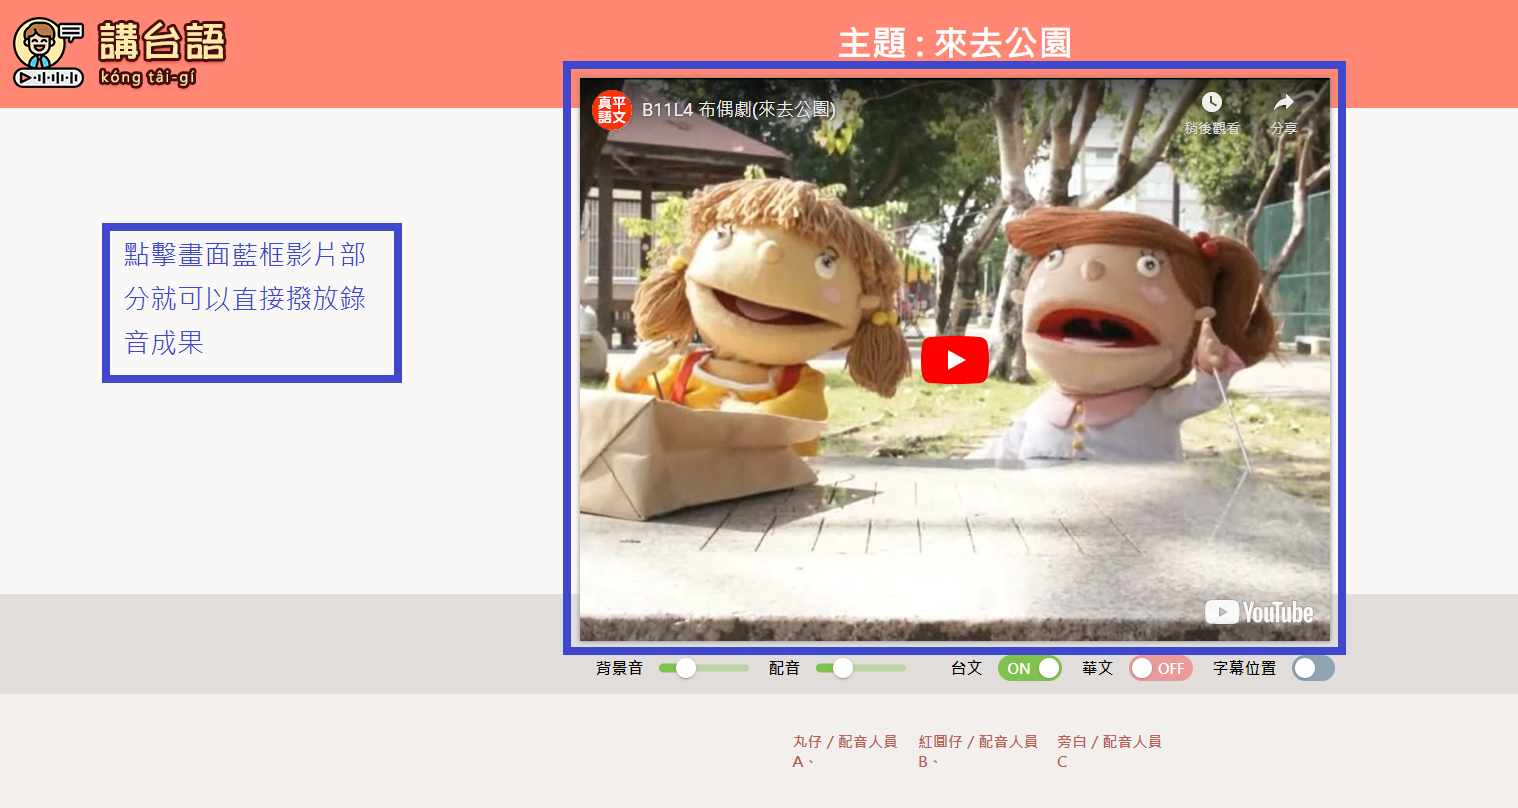 講台語
kóng tâi-gí
主題 : 來去公園
真平
語文
B11L4 布偶劇(來去公園)
稍後觀看
分享
點擊畫面藍框影片部
分就可以直接撥放錄
音成果
YouTube
背景音
配音
台文 ON
華文 OFF
字幕位置
丸仔 / 配音人員
A、
紅圓仔 / 配音人員
B、
旁白 / 配音人員
C